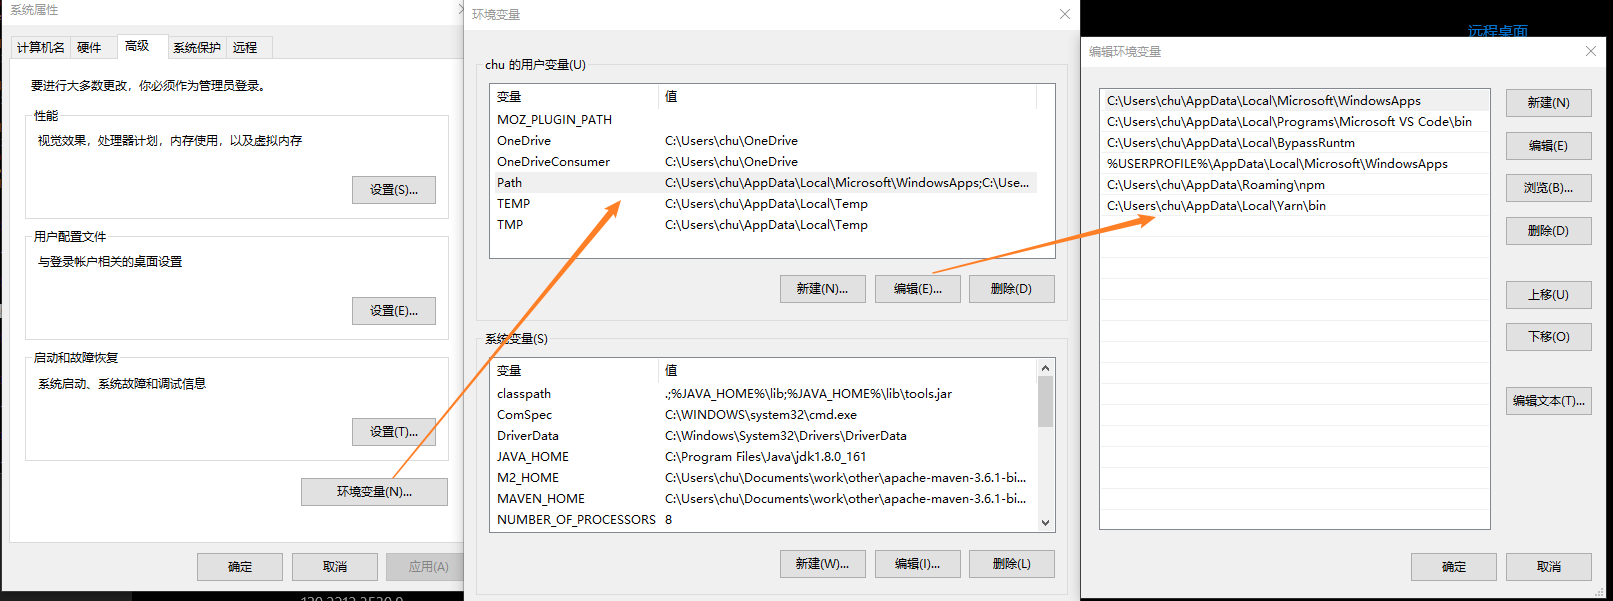 系统属性
计算机名
硬件
高级
系统保护
远程
要进行大多数更改，你必须作为管理员登录。
性能
视觉效果，处理器计划，内存使用，以及虚拟内存
设置(S)...
用户配置文件
与登录帐户相关的桌面设置
设置(E)...
启动和故障恢复
系统启动、系统故障和调试信息
设置(T)...
环境变量(N)...
确定
取消
应用(A)
环境变量
chu 的用户变量(U)
变量 值
MOZ_PLUGIN_PATH
OneDrive C:\Users\chu\OneDrive
OneDriveConsumer C:\Users\chu\OneDrive
Path C:\Users\chu\AppData\Local\Microsoft\WindowsApps;C:\Use...
TEMP C:\Users\chu\AppData\Local\Temp
TMP C:\Users\chu\AppData\Local\Temp
新建(N)...
编辑(E)...
删除(D)
系统变量(S)
变量 值
classpath .;%JAVA_HOME%\lib;%JAVA_HOME%\lib\tools.jar
ComSpec C:\WINDOWS\system32\cmd.exe
DriverData C:\Windows\System32\Drivers\DriverData
JAVA_HOME C:\Program Files\Java\jdk1.8.0_161
M2_HOME C:\Users\chu\Documents\work\other\apache-maven-3.6.1-bi...
MAVEN_HOME C:\Users\chu\Documents\work\other\apache-maven-3.6.1-bi...
NUMBER_OF_PROCESSORS 8
新建(W)...
编辑(I)...
删除(L)
远程桌面
编辑环境变量
C:\Users\chu\AppData\Local\Microsoft\WindowsApps
C:\Users\chu\AppData\Local\Programs\Microsoft VS Code\bin
C:\Users\chu\AppData\Local\BypassRuntm
%USERPROFILE%\AppData\Local\Microsoft\WindowsApps
C:\Users\chu\AppData\Roaming\npm
C:\Users\chu\AppData\Local\Yarn\bin
新建(N)
编辑(E)
浏览(B)...
删除(D)
上移(U)
下移(O)
编辑文本(T)...
确定
取消